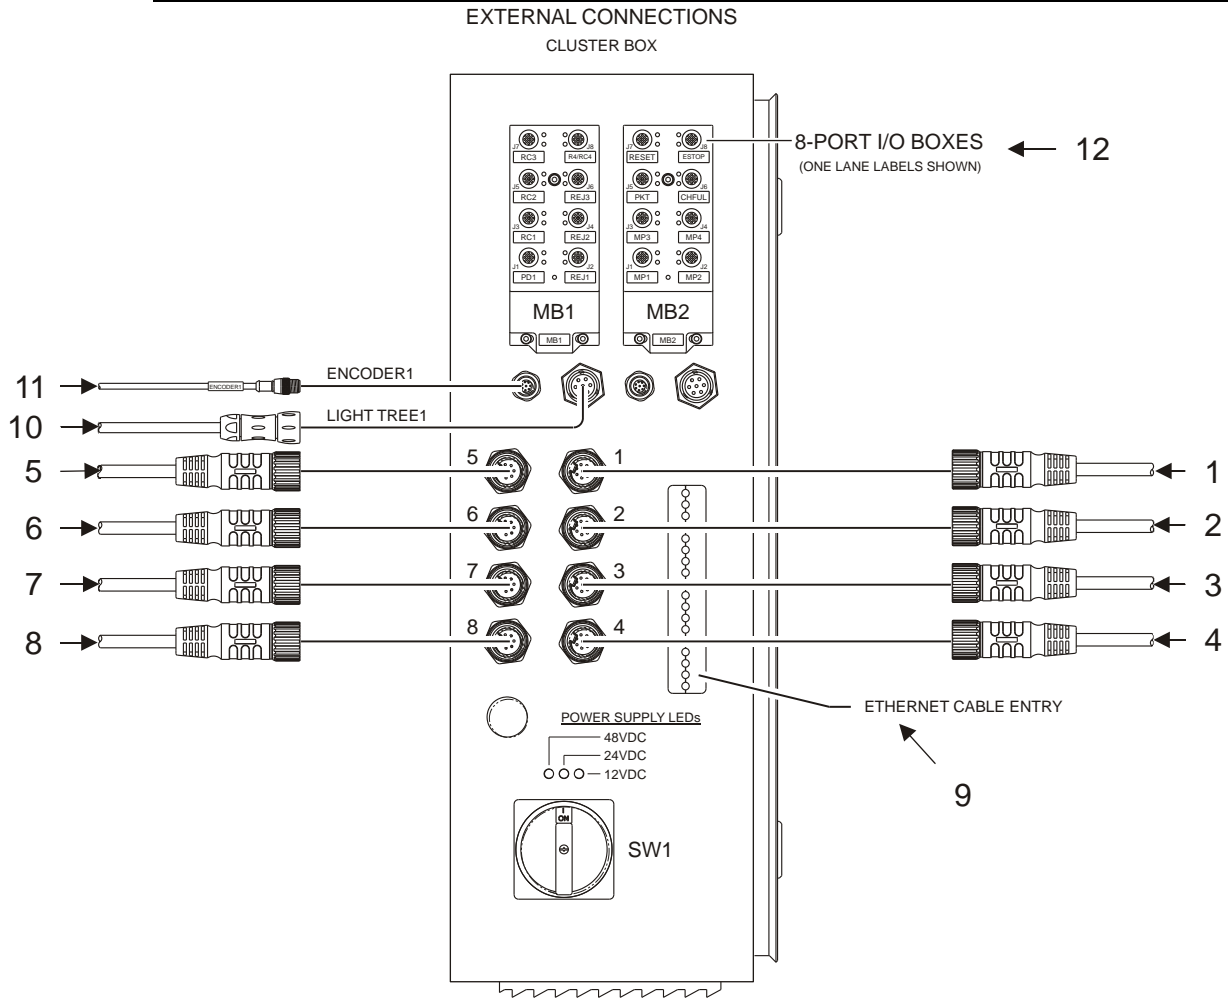 EXTERNAL CONNECTIONS
CLUSTER BOX
J7 J8 J7 J8
RC3 R4/RC4 RESET ESTOP
8-PORT I/O BOXES
(ONE LANE LABELS SHOWN)
12
J5 J6 J5 J6
RC2 REJ3 PKT CHFUL
J3 J4 J3 J4
RC1 REJ2 MP3 MP4
J1 J2 J1 J2
PD1 REJ1 MP1 MP2
MB1 MB2
MB1 MB2
11 ENCODER1 ENCODER1
10 LIGHT TREE1
5 5 1 1
6 6 2 2
7 7 3 3
8 8 4 4
ETHERNET CABLE ENTRY
9
POWER SUPPLY LEDs
48VDC
24VDC
12VDC
I
ON
SW1